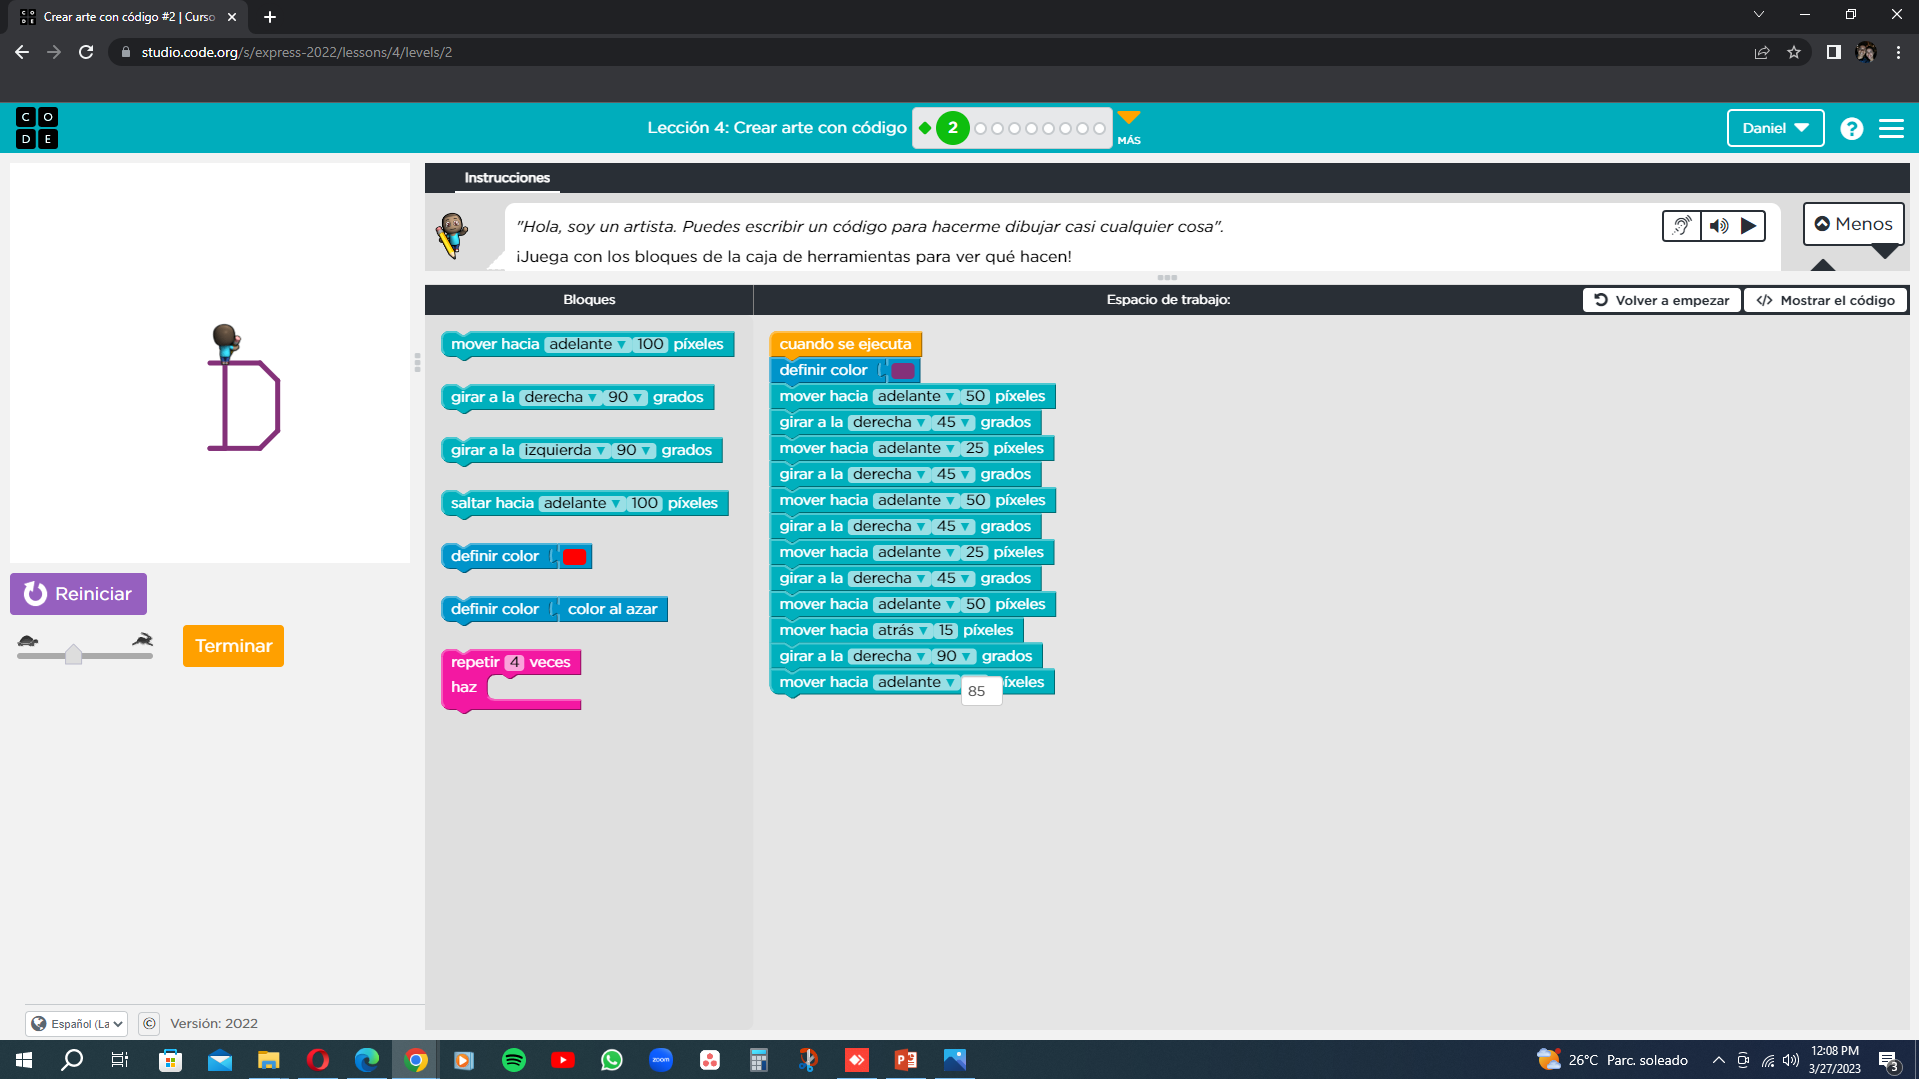 Crear arte con código #2 | Curso
studio.code.org/s/express-2022/lessons/4/levels/2
C O
D E
Lección 4: Crear arte con código
2
MÁS
Daniel
?
Instrucciones
"Hola, soy un artista. Puedes escribir un código para hacerme dibujar casi cualquier cosa".
¡Juega con los bloques de la caja de herramientas para ver qué hacen!
Menos
Bloques
Espacio de trabajo:
Volver a empezar
</> Mostrar el código
mover hacia adelante 100 píxeles
girar a la derecha 90 grados
girar a la izquierda 90 grados
saltar hacia adelante 100 píxeles
definir color
definir color color al azar
repetir 4 veces
haz
cuando se ejecuta
definir color
mover hacia adelante 50 píxeles
girar a la derecha 45 grados
mover hacia adelante 25 píxeles
girar a la derecha 45 grados
mover hacia adelante 50 píxeles
girar a la derecha 45 grados
mover hacia adelante 25 píxeles
girar a la derecha 45 grados
mover hacia adelante 50 píxeles
mover hacia atrás 15 píxeles
girar a la derecha 90 grados
mover hacia adelante 85 íxeles
Reiniciar
Terminar
Español (La
© Versión: 2022
zoom
26°C Parc. soleado
12:08 PM
3/27/2023
3